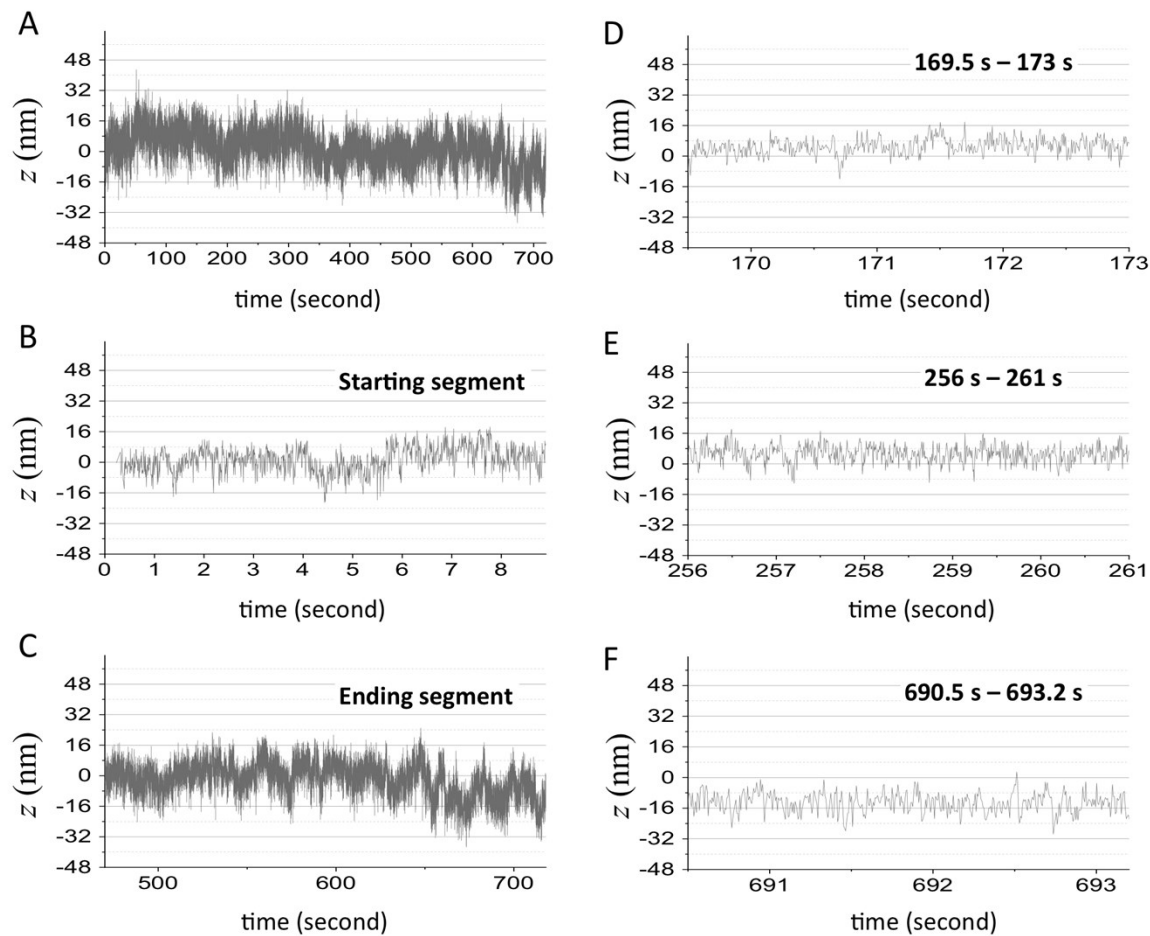 A
48
32
16
0
-16
-32
-48
z (nm)
0 100 200 300 400 500 600 700
time (second)
B
Starting segment
48
32
16
0
-16
-32
-48
z (nm)
0 1 2 3 4 5 6 7 8
time (second)
C
Ending segment
48
32
16
0
-16
-32
-48
z (nm)
500 600 700
time (second)
D
169.5 s – 173 s
48
32
16
0
-16
-32
-48
z (nm)
170 171 172 173
time (second)
E
256 s – 261 s
48
32
16
0
-16
-32
-48
z (nm)
256 257 258 259 260 261
time (second)
F
690.5 s – 693.2 s
48
32
16
0
-16
-32
-48
z (nm)
691 692 693
time (second)